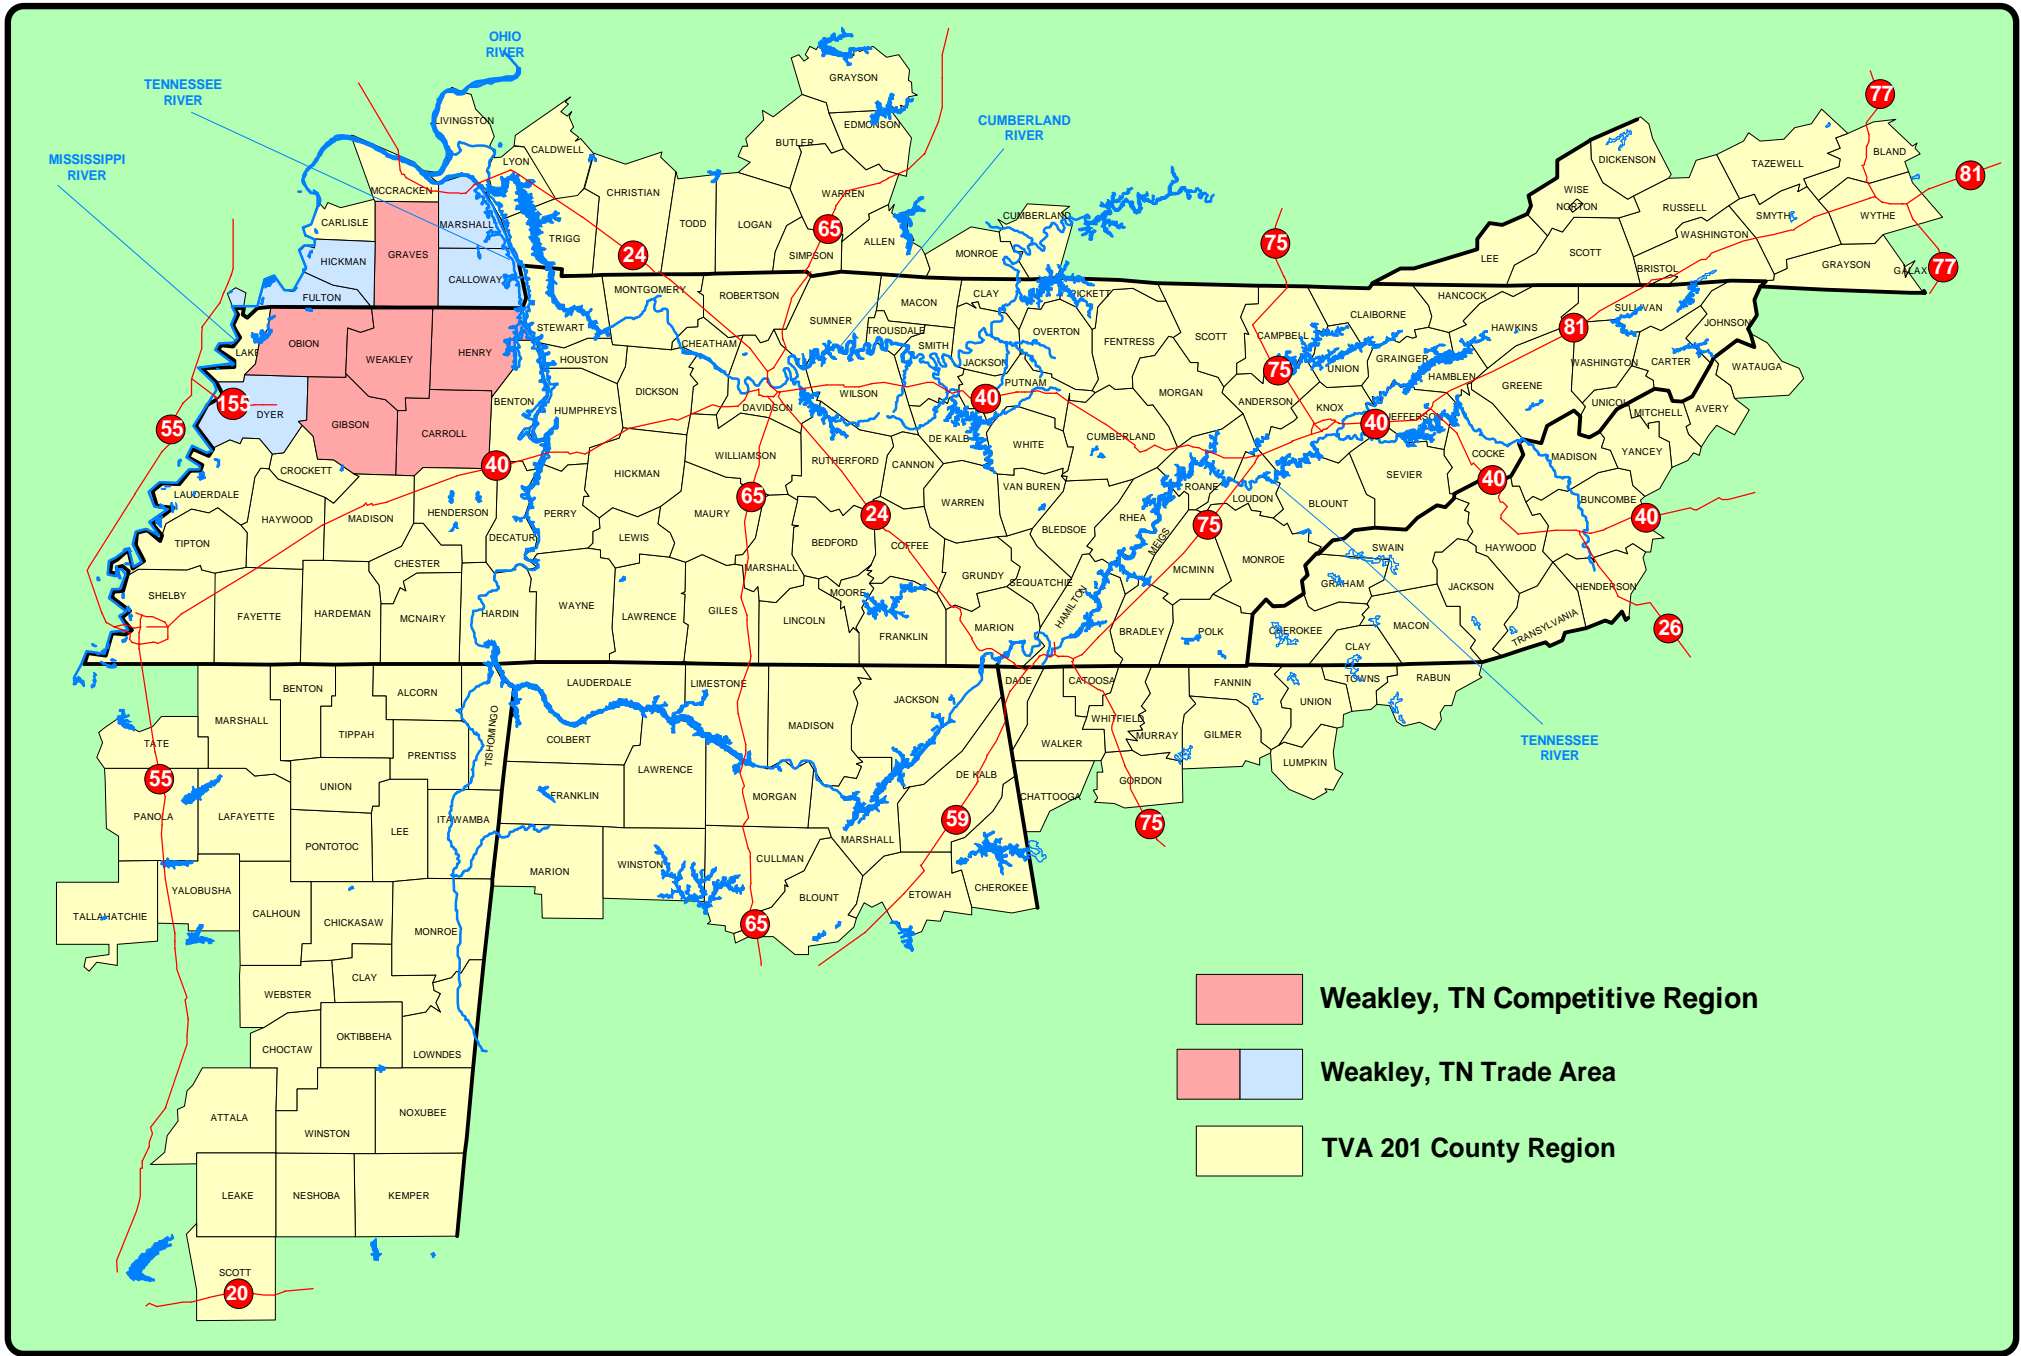 OHIO
RIVER
TENNESSEE
RIVER
MISSISSIPPI
RIVER
CUMBERLAND
RIVER
GRAYSON
EDMONSON
BUTLER
WARREN
LIVINGSTON
CALDWELL
LYON
CHRISTIAN
TODD
LOGAN
SIMPSON
ALLEN
MONROE
CUMBERLAND
TRIGG
MCCRACKEN
CARLISLE
MARSHALL
GRAVES
HICKMAN
CALLOWAY
FULTON
65
24
75
77
81
77
DICKENSON
WISE
NORTON
TAZEWELL
BLAND
RUSSELL
SMYTH
WYTHE
WASHINGTON
SCOTT
LEE
BRISTOL
GRAYSON
GALAX
LAKE
OBION
WEAKLEY
HENRY
STEWART
MONTGOMERY
ROBERTSON
SUMNER
MACON
CLAY
PICKETT
TROUSDALE
SMITH
JACKSON
OVERTON
FENTRESS
SCOTT
CAMPBELL
CLAIBORNE
HANCOCK
HAWKINS
SULLIVAN
JOHNSON
81
HOUSTON
CHEATHAM
DICKSON
DAVIDSON
WILSON
PUTNAM
MORGAN
ANDERSON
UNION
GRAINGER
HAMBLEN
GREENE
WASHINGTON
CARTER
UNICOI
WATAUGA
AVERY
MITCHELL
YANCEY
155
DYER
GIBSON
CARROLL
BENTON
HUMPHREYS
75
40
KNOX
40
JEFFERSON
55
40
CROCKETT
LAUDERDALE
HICKMAN
WILLIAMSON
RUTHERFORD
CANNON
DE KALB
WHITE
CUMBERLAND
VAN BUREN
WARREN
ROANE
LOUDON
BLOUNT
SEVIER
COCKE
40
MADISON
BUNCOMBE
40
HAYWOOD
MADISON
HENDERSON
PERRY
MAURY
65
24
75
TIPTON
DECATUR
LEWIS
BEDFORD
COFFEE
BLEDSOE
RHEA
MEIGS
MCMINN
MONROE
SWAIN
GRAHAM
HAYWOOD
JACKSON
HENDERSON
CHESTER
MARSHALL
MOORE
GRUNDY
SEQUATCHIE
HAMILTON
SHELBY
FAYETTE
HARDEMAN
MCNAIRY
HARDIN
WAYNE
LAWRENCE
GILES
LINCOLN
FRANKLIN
MARION
BRADLEY
POLK
CHEROKEE
MACON
CLAY
TRANSYLVANIA
26
BENTON
ALCORN
MARSHALL
TIPPAH
PRENTISS
TISHOMINGO
TATE
LAUDERDALE
LIMESTONE
COLBERT
MADISON
JACKSON
DADE
CATOOSA
WHITFIELD
WALKER
MURRAY
FANNIN
GILMER
UNION
TOWNS
RABUN
LUMPKIN
TENNESSEE
RIVER
55
PANOLA
LAFAYETTE
UNION
PONTOTOC
LEE
ITAWAMBA
FRANKLIN
LAWRENCE
MORGAN
DE KALB
CHATTOOGA
GORDON
59
75
MARSHALL
MARION
WINSTON
CULLMAN
BLOUNT
ETOWAH
CHEROKEE
65
TALLAHATCHIE
YALOBUSHA
CALHOUN
CHICKASAW
MONROE
CLAY
WEBSTER
OKTIBBEHA
CHOCTAW
LOWNDES
ATTALA
WINSTON
NOXUBEE
LEAKE
NESHOBA
KEMPER
SCOTT
20
Weakley, TN Competitive Region
Weakley, TN Trade Area
TVA 201 County Region